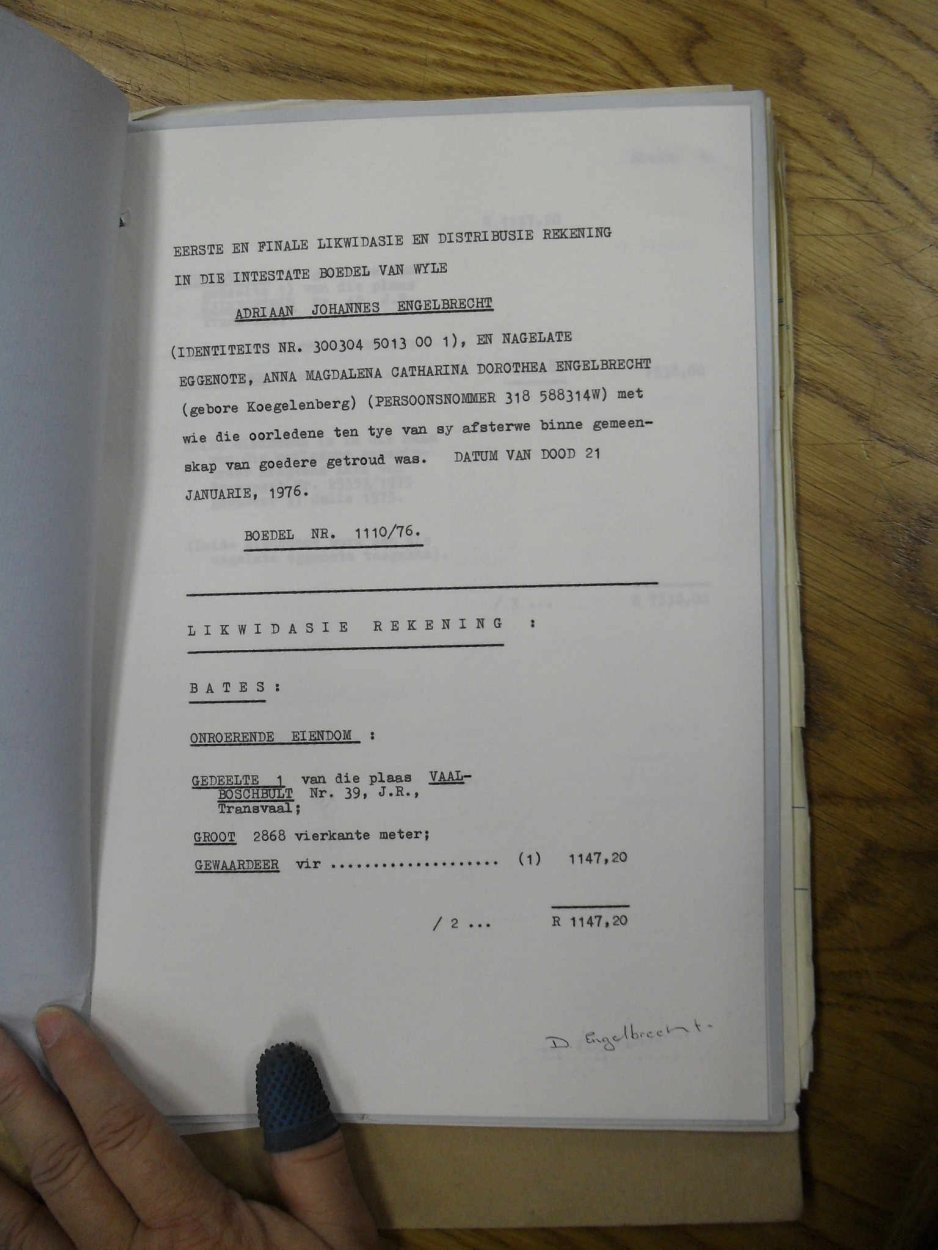 EERSTE EN FINALE LIKWIDASIE EN DISTRIBUSIE REKENING
IN DIE INTESTATE BOEDEL VAN WYLE
ADRIAAN JOHANNES ENGELBRECHT
(IDENTITEITS NR. 300304 5013 00 1), EN NAGELATE
EGGENOTE, ANNA MAGDALENA CATHARINA DOROTHEA ENGELBRECHT
(gebore Koegelenberg) (PERSOONSNOMMER 318 588314W) met
wie die oorledene ten tye van sy afsterwe binne gemeen-
skap van goedere getroud was. DATUM VAN DOOD 21
JANUARIE, 1976.
BOEDEL NR. 1110/76.
LIKWIDASIE REKENING :
BATES:
ONROERENDE EIENDOM :
GEDEELTE 1 van die plaas VAAL-
BOSCHBULT Nr. 39, J.R.,
Transvaal;
GROOT 2868 vierkante meter;
GEWAARDEER vir .................... (1) 1147,20
/ 2 ... R 1147,20
D Engelbrecht.